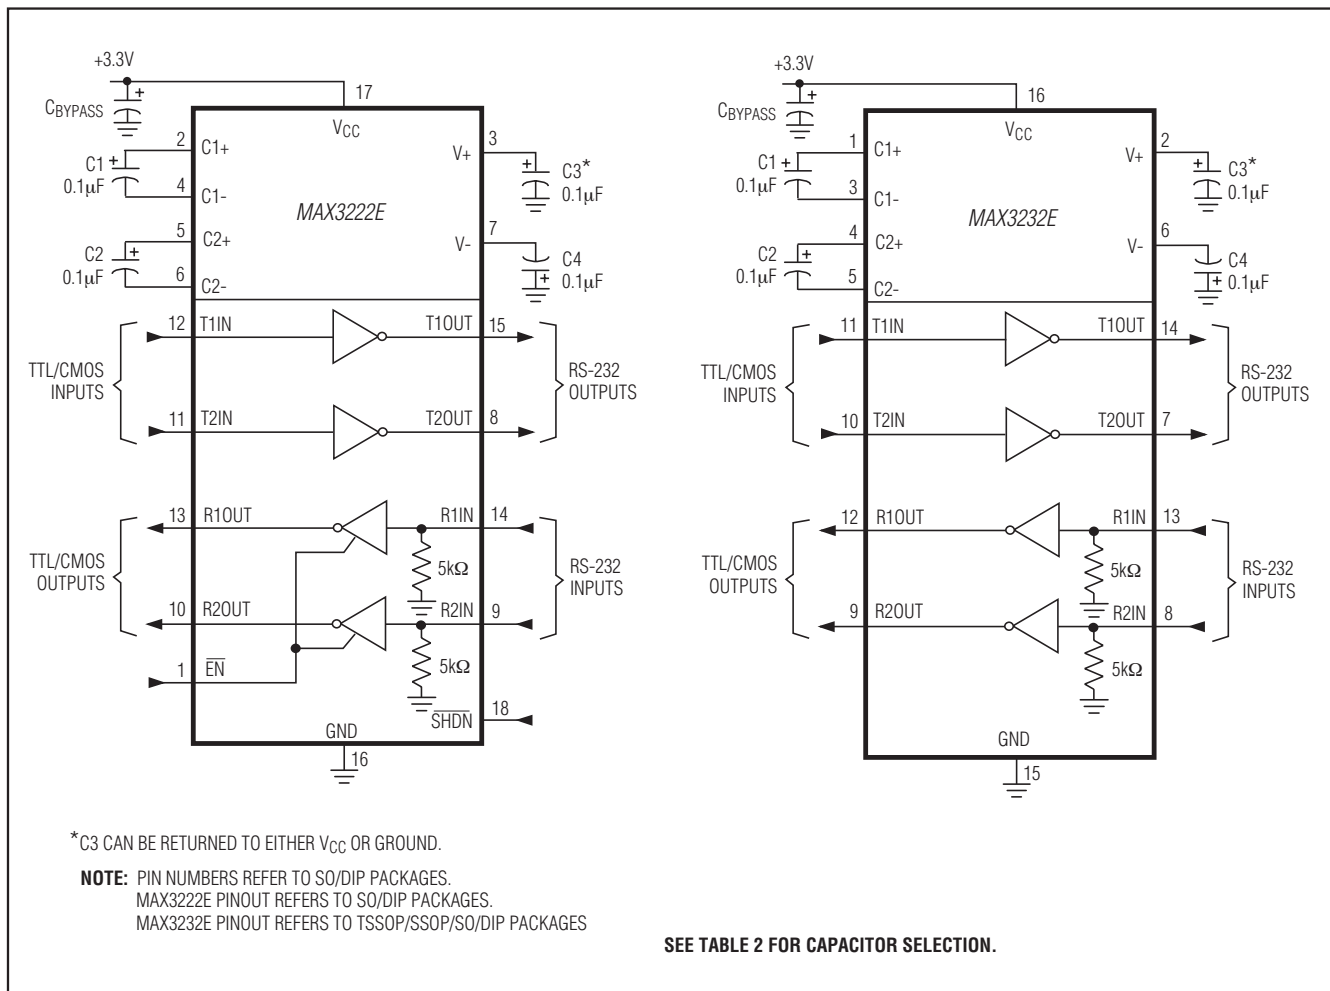 +3.3V
CBYPASS
17
VCC
2
C1+
C1
0.1µF
4
C1-
5
C2+
C2
0.1µF
6
C2-
MAX3222E
3
V+
C3*
0.1µF
7
V-
C4
0.1µF
12
T1IN
T1OUT
15
TTL/CMOS
INPUTS
RS-232
OUTPUTS
11
T2IN
T2OUT
8
13
R1OUT
R1IN
14
TTL/CMOS
OUTPUTS
5kΩ
RS-232
INPUTS
10
R2OUT
R2IN
9
1
EN
5kΩ
SHDN
18
GND
16
+3.3V
CBYPASS
16
VCC
1
C1+
C1
0.1µF
3
C1-
4
C2+
C2
0.1µF
5
C2-
MAX3232E
2
V+
C3*
0.1µF
6
V-
C4
0.1µF
11
T1IN
T1OUT
14
TTL/CMOS
INPUTS
RS-232
OUTPUTS
10
T2IN
T2OUT
7
12
R1OUT
R1IN
13
TTL/CMOS
OUTPUTS
5kΩ
RS-232
INPUTS
9
R2OUT
R2IN
8
5kΩ
GND
15
*C3 CAN BE RETURNED TO EITHER VCC OR GROUND.
NOTE: PIN NUMBERS REFER TO SO/DIP PACKAGES.
MAX3222E PINOUT REFERS TO SO/DIP PACKAGES.
MAX3232E PINOUT REFERS TO TSSOP/SSOP/SO/DIP PACKAGES
SEE TABLE 2 FOR CAPACITOR SELECTION.